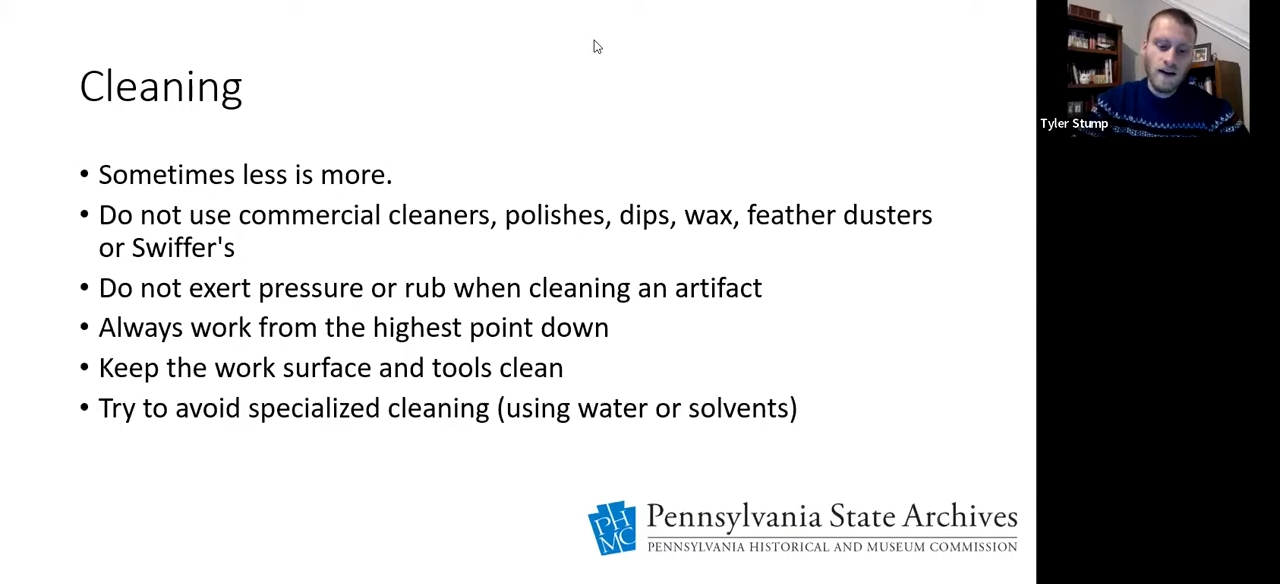 Cleaning
• Sometimes less is more.
• Do not use commercial cleaners, polishes, dips, wax, feather dusters
or Swiffer's
• Do not exert pressure or rub when cleaning an artifact
• Always work from the highest point down
• Keep the work surface and tools clean
• Try to avoid specialized cleaning (using water or solvents)
PHMC
Pennsylvania State Archives
PENNSYLVANIA HISTORICAL AND MUSEUM COMMISSION
Tyler Stump